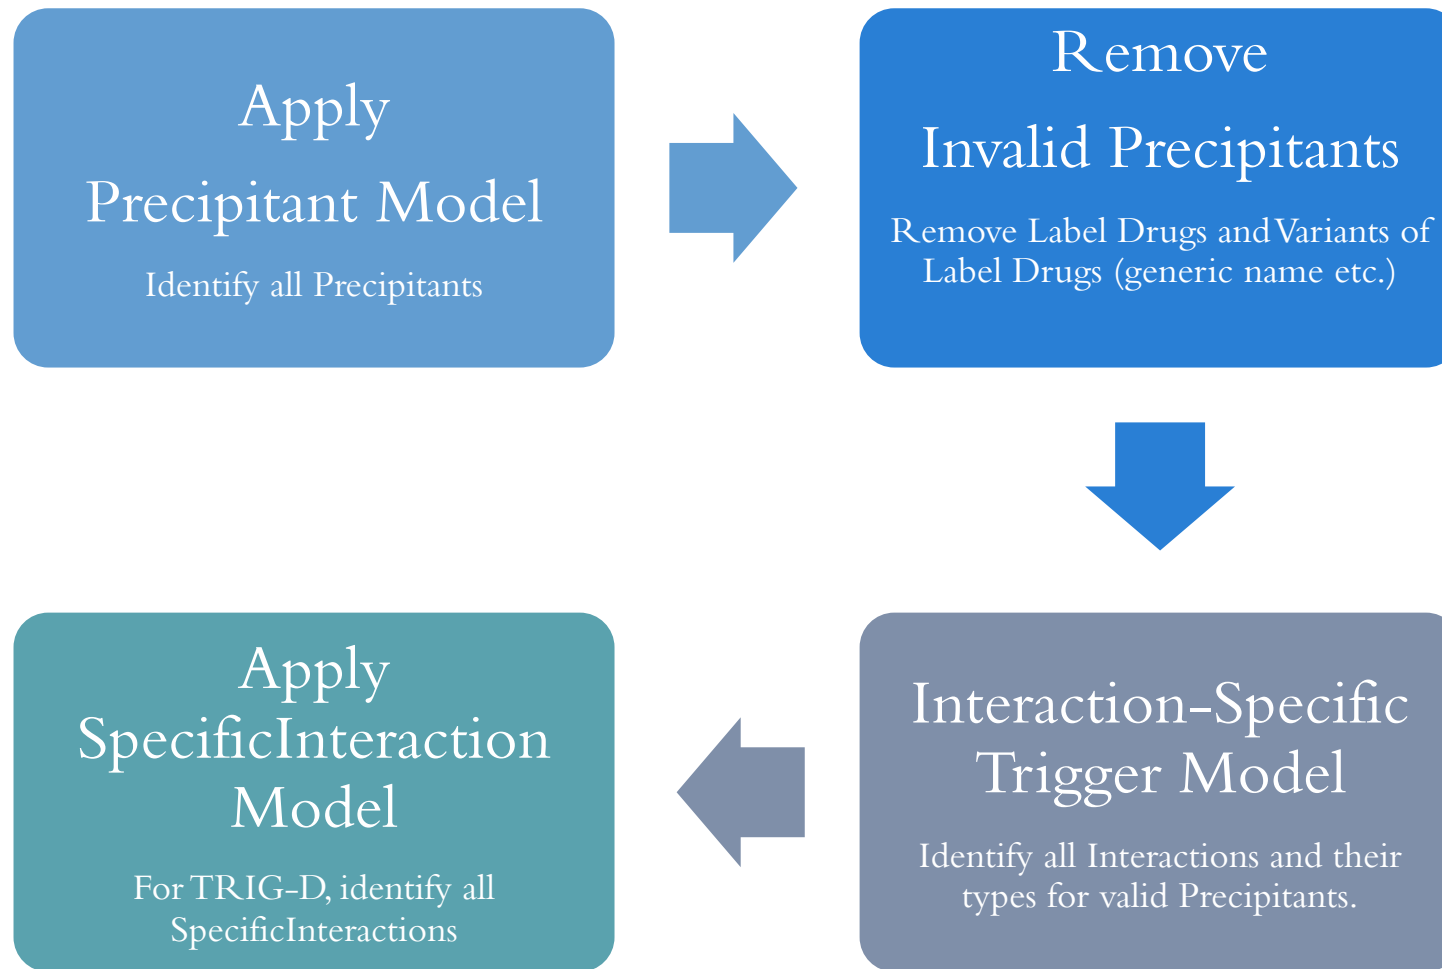 Apply
Precipitant Model
Identify all Precipitants
Remove
Invalid Precipitants
Remove Label Drugs and Variants of
Label Drugs (generic name etc.)
Interaction-Specific
Trigger Model
Identify all Interactions and their
types for valid Precipitants.
Apply
SpecificInteraction
Model
For TRIG-D, identify all
SpecificInteractions